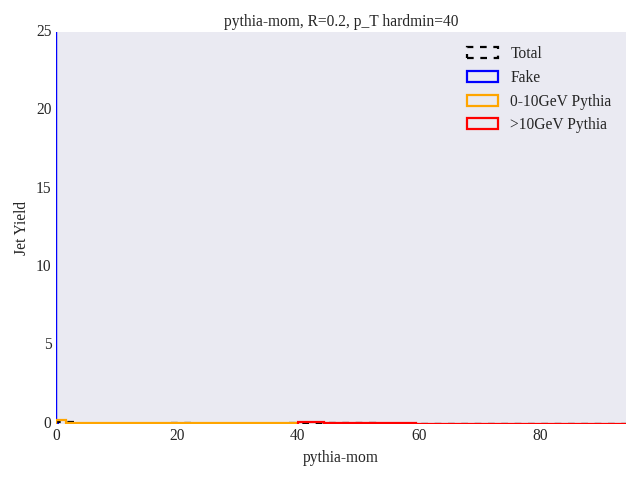 pythia-mom, R=0.2, p_T hardmin=40
25
20
15
10
5
0
Jet Yield
Total
Fake
0-10GeV Pythia
>10GeV Pythia
0 20 40 60 80
pythia-mom